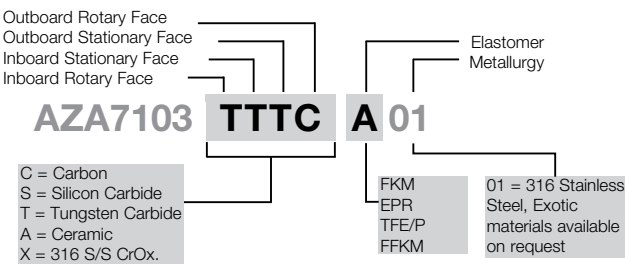 Outboard Rotary Face
Outboard Stationary Face
Inboard Stationary Face
Inboard Rotary Face
Elastomer
Metallurgy
AZA7103 TTTC A 01
C = Carbon
S = Silicon Carbide
T = Tungsten Carbide
A = Ceramic
X = 316 S/S CrOx.
FKM
EPR
TFE/P
FFKM
01 = 316 Stainless
Steel, Exotic
materials available
on request